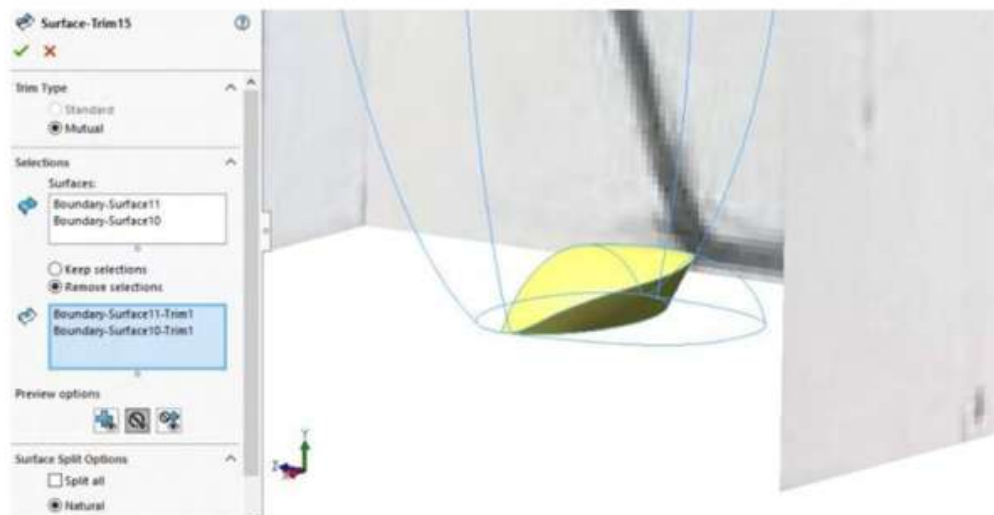 Surface-Trim15
Trim Type
Standard
Mutual
Selections
Surfaces:
Boundary-Surface11
Boundary-Surface10
Keep selections
Remove selections
Boundary-Surface11-Trim1
Boundary-Surface10-Trim1
Preview options
Surface Split Options
Split all
Natural
Y
Z
X